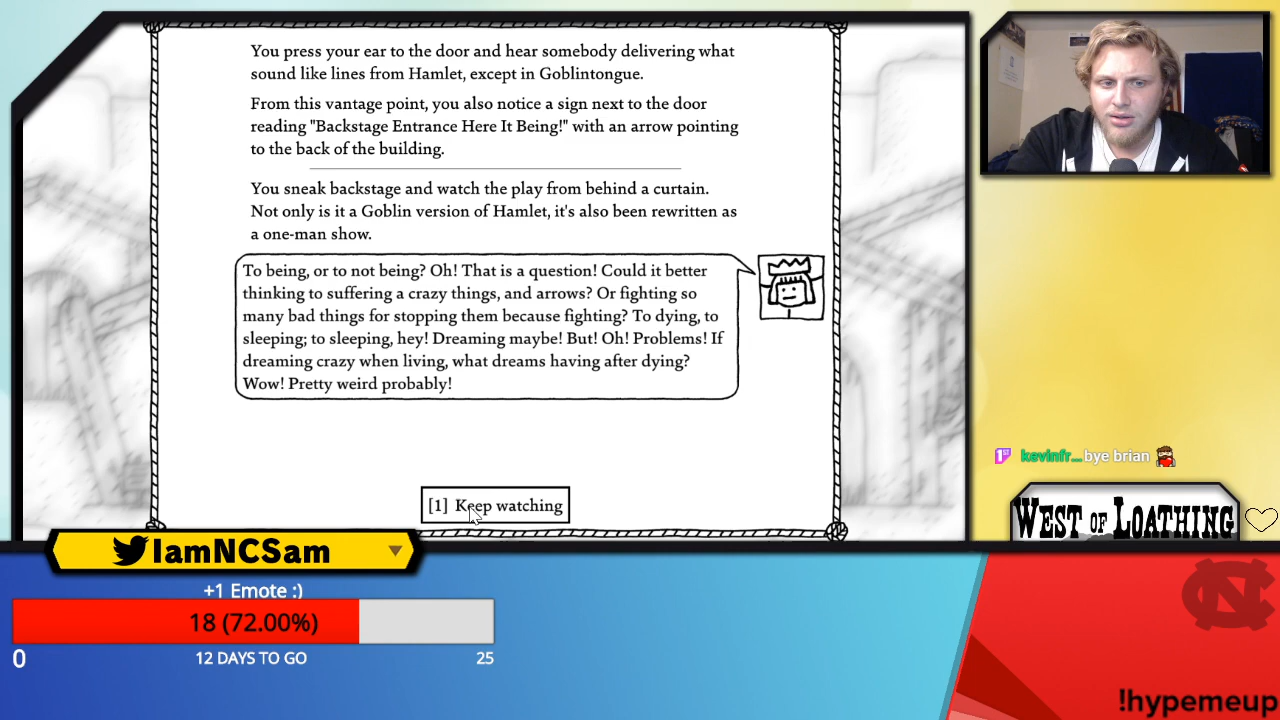 You press your ear to the door and hear somebody delivering what
sound like lines from Hamlet, except in Goblintongue.
From this vantage point, you also notice a sign next to the door
reading "Backstage Entrance Here It Being!" with an arrow pointing
to the back of the building.
You sneak backstage and watch the play from behind a curtain.
Not only is it a Goblin version of Hamlet, it's also been rewritten as
a one-man show.
To being, or to not being? Oh! That is a question! Could it better
thinking to suffering a crazy things, and arrows? Or fighting so
many bad things for stopping them because fighting? To dying, to
sleeping; to sleeping, hey! Dreaming maybe! But! Oh! Problems! If
dreaming crazy when living, what dreams having after dying?
Wow! Pretty weird probably!
[1] Keep watching
1ST kevinfr... bye brian
WEST OF LOATHING
IamNCSam
+1 Emote :)
18 (72.00%)
0 12 DAYS TO GO 25
NC
!hypemeup